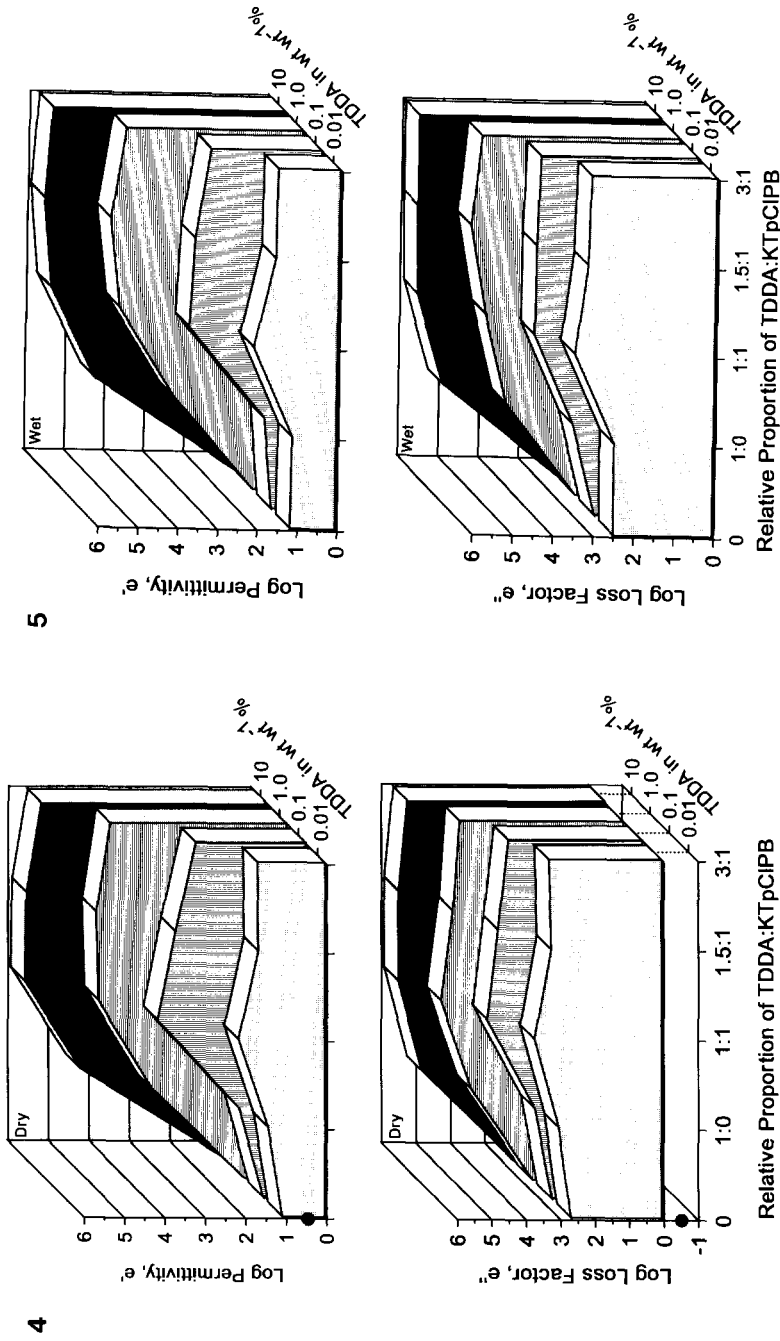 4
Dry
Log Permittivity, e'
6
5
4
3
2
1
0
TDDA in wt wt⁻¹ %
10
1.0
0.1
0.01
Dry
Log Loss Factor, e''
6
5
4
3
2
1
0
-1
TDDA in wt wt⁻¹ %
10
1.0
0.1
0.01
0 1:0 1:1 1.5:1 3:1
Relative Proportion of TDDA:KTpClPB
5
Wet
Log Permittivity, e'
6
5
4
3
2
1
0
TDDA in wt wt⁻¹ %
10
1.0
0.1
0.01
Wet
Log Loss Factor, e''
6
5
4
3
2
1
0
TDDA in wt wt⁻¹ %
10
1.0
0.1
0.01
0 1:0 1:1 1.5:1 3:1
Relative Proportion of TDDA:KTpClPB